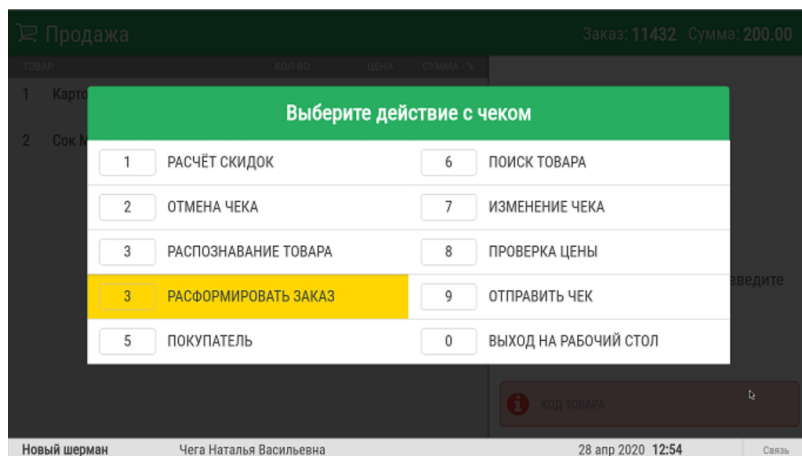 Продажа
Заказ: 11432 Сумма: 200.00
ТОВАР КОЛ-ВО ЦЕНА СУММА - %
1 Карто
2 Сок М
Выберите действие с чеком
1 РАСЧЁТ СКИДОК
6 ПОИСК ТОВАРА
2 ОТМЕНА ЧЕКА
7 ИЗМЕНЕНИЕ ЧЕКА
3 РАСПОЗНАВАНИЕ ТОВАРА
8 ПРОВЕРКА ЦЕНЫ
3 РАСФОРМИРОВАТЬ ЗАКАЗ
9 ОТПРАВИТЬ ЧЕК
5 ПОКУПАТЕЛЬ
0 ВЫХОД НА РАБОЧИЙ СТОЛ
введите
КОД ТОВАРА
Новый шерман Чега Наталья Васильевна 28 апр 2020 12:54 Связь